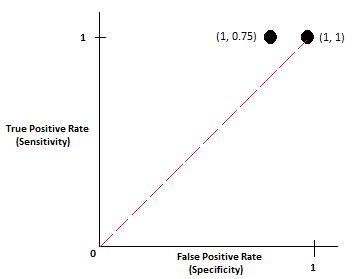 1
(1, 0.75)
(1, 1)
True Positive Rate
(Sensitivity)
0
False Positive Rate
(Specificity)
1